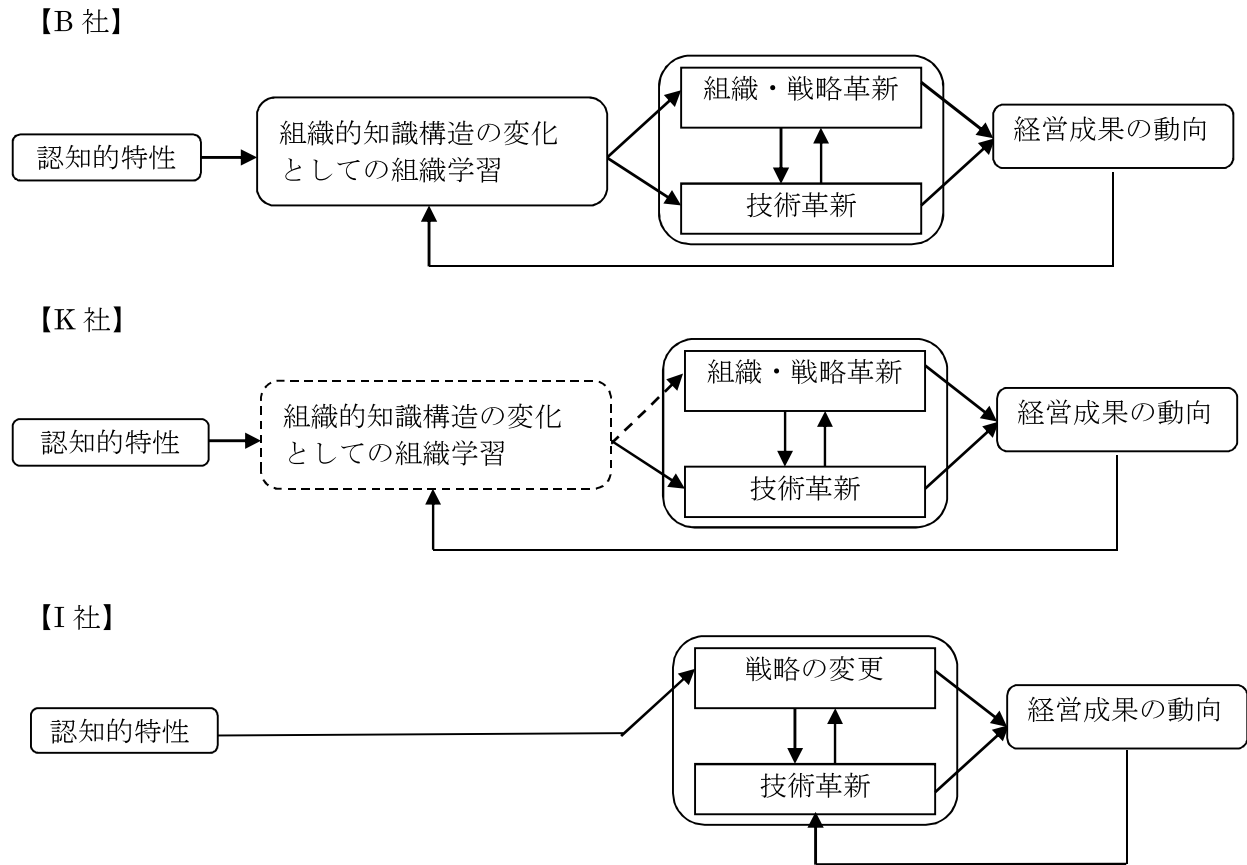 【B 社】
組織・戦略革新
経営成果の動向
組織的知識構造の変化
としての組織学習
認知的特性
技術革新
【K 社】
組織・戦略革新
経営成果の動向
組織的知識構造の変化
としての組織学習
認知的特性
技術革新
【I 社】
戦略の変更
経営成果の動向
認知的特性
技術革新